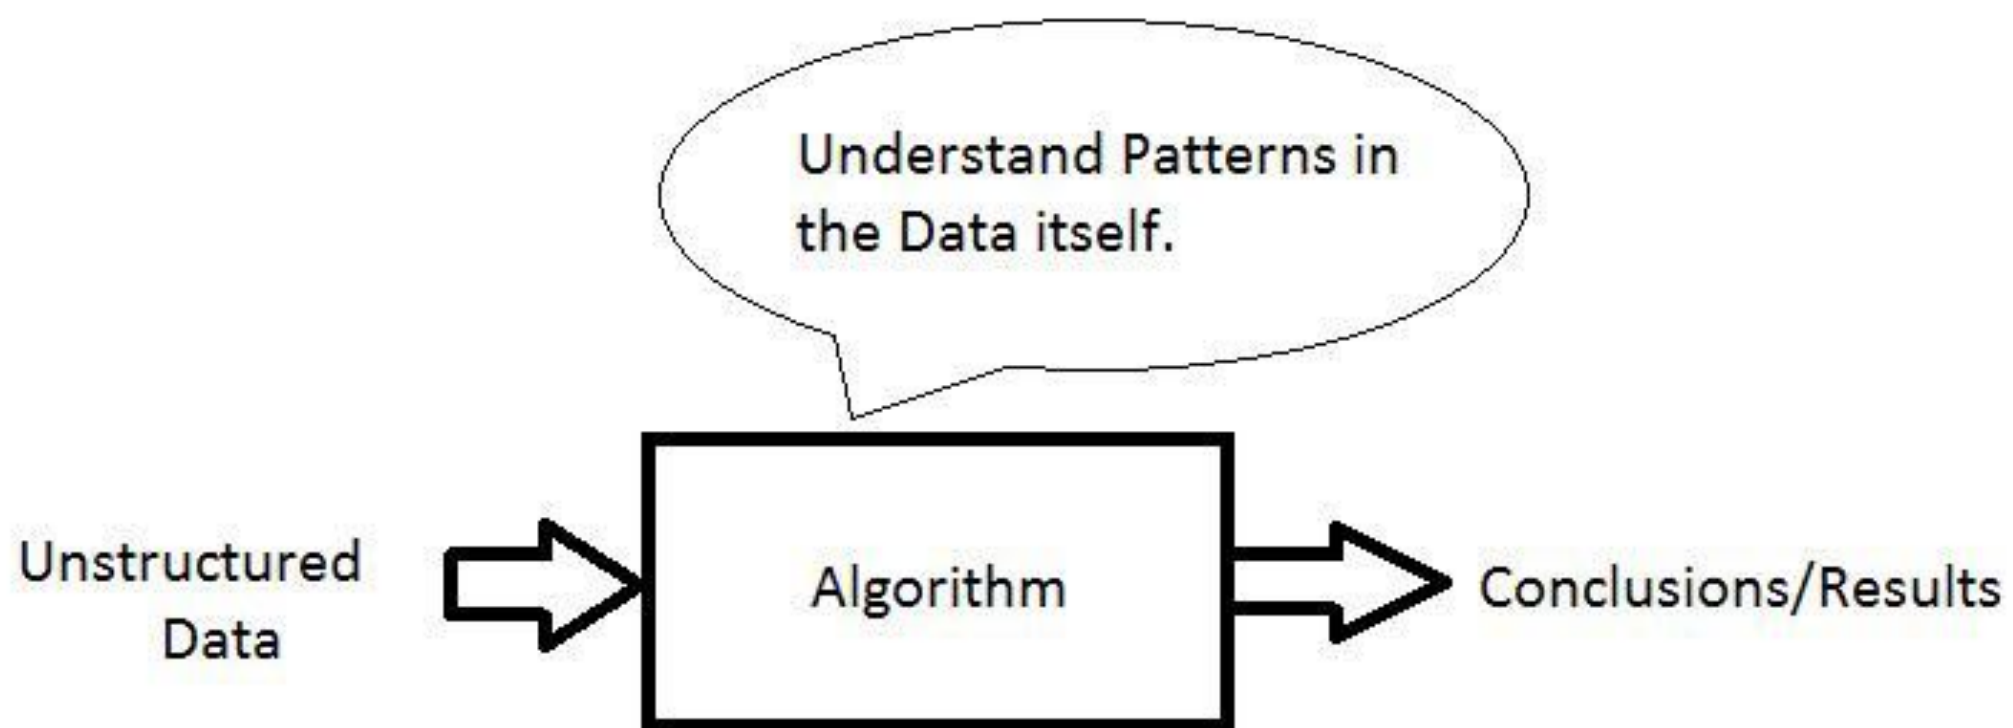 Understand Patterns in
the Data itself.
Unstructured
Data
Algorithm
Conclusions/Results